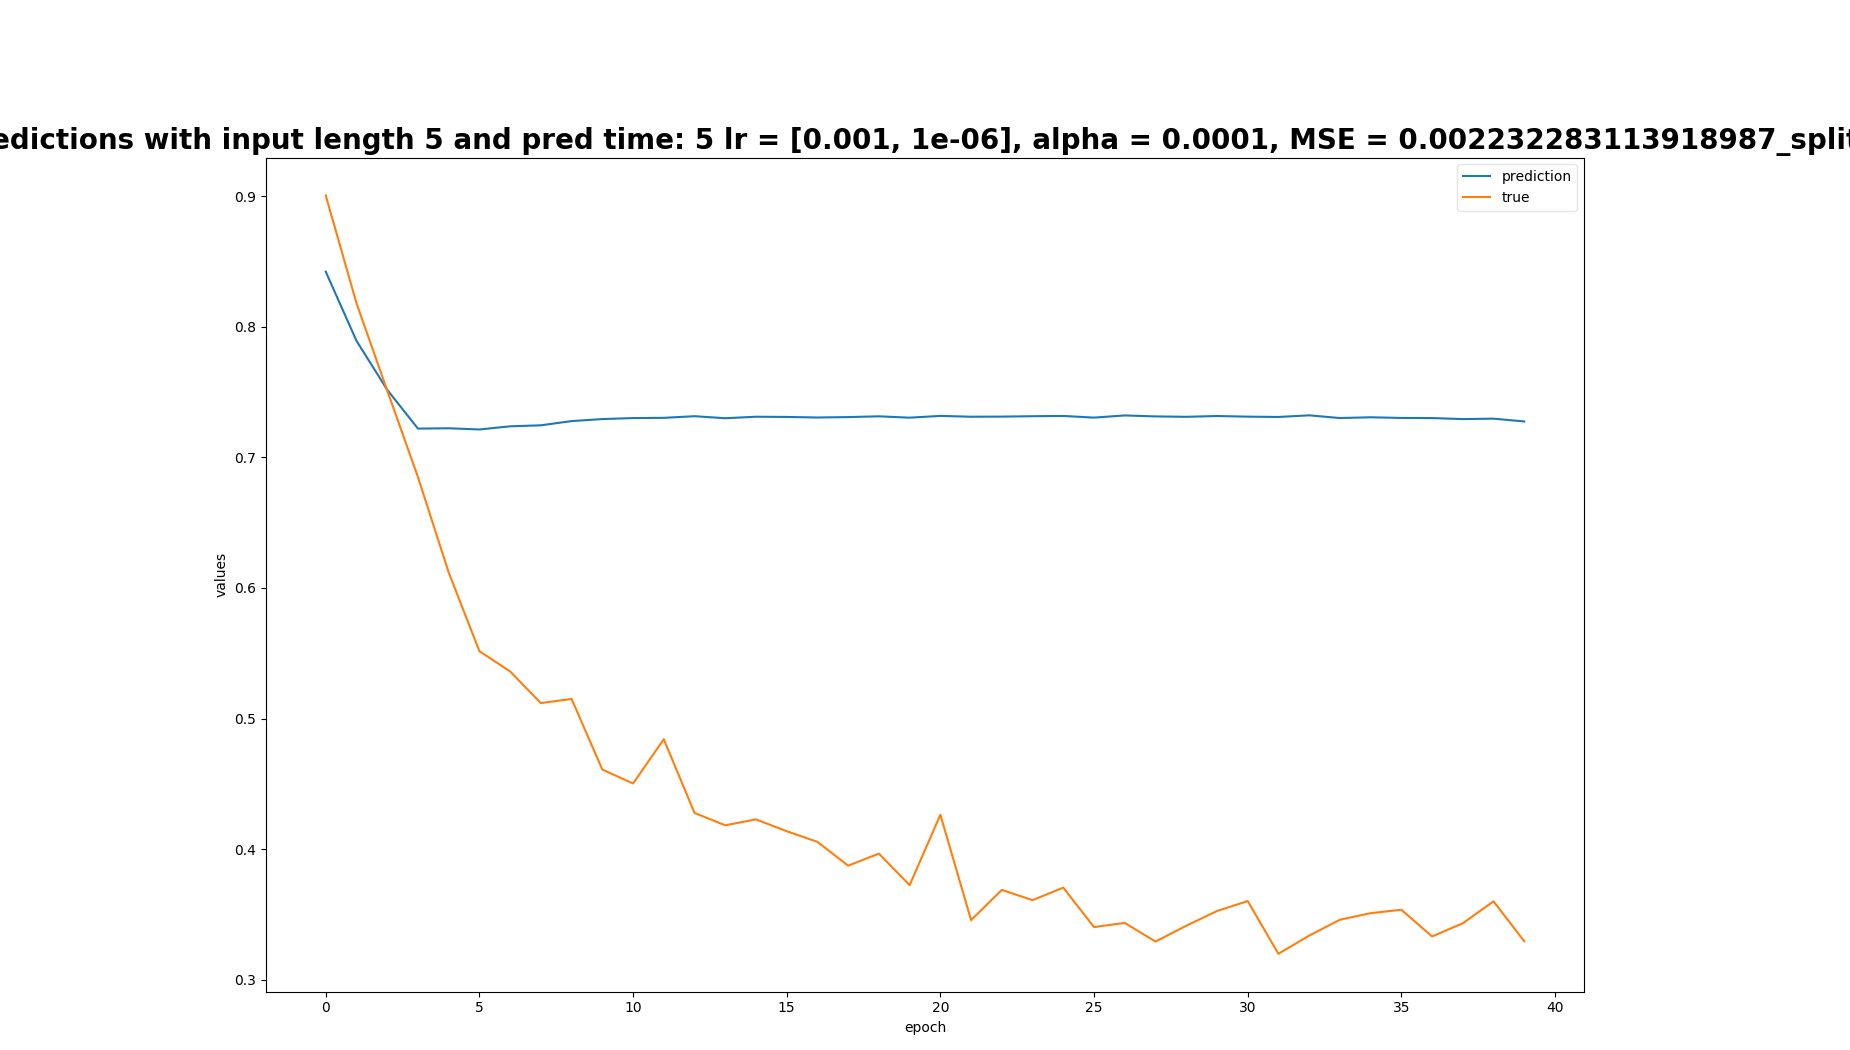 edictions with input length 5 and pred time: 5 lr = [0.001, 1e-06], alpha = 0.0001, MSE = 0.002232283113918987_split
prediction
true
0.9
0.8
0.7
0.6
0.5
0.4
0.3
values
0 5 10 15 20 25 30 35 40
epoch